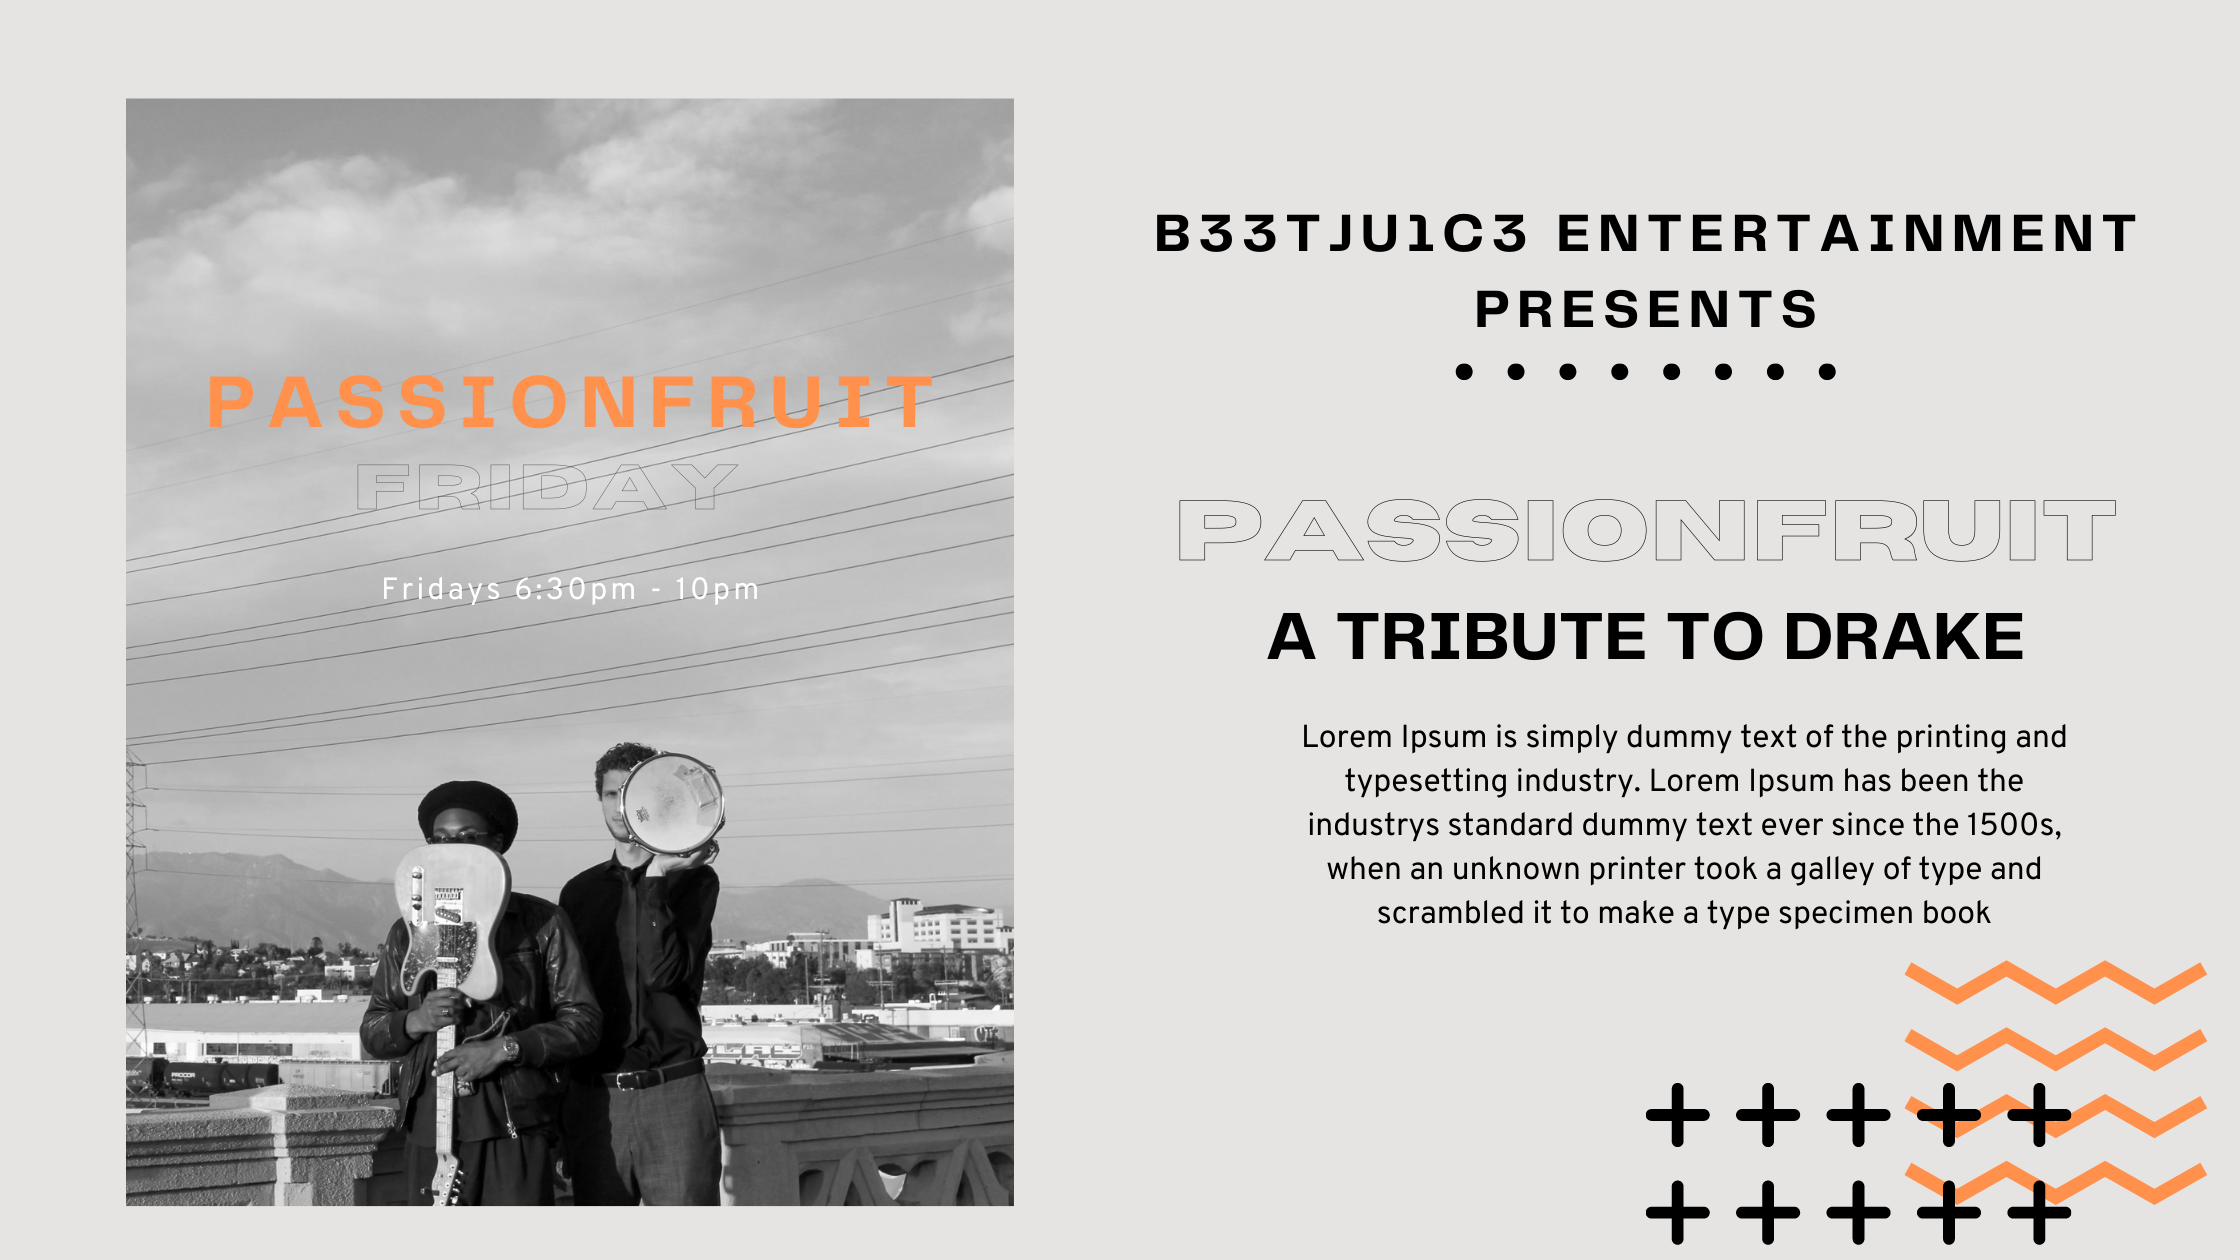 PASSIONFRUIT
FRIDAY
Fridays 6:30pm - 10pm
PROCOR
B33TJU1C3 ENTERTAINMENT
PRESENTS
PASSIONFRUIT
A TRIBUTE TO DRAKE
Lorem Ipsum is simply dummy text of the printing and
typesetting industry. Lorem Ipsum has been the
industrys standard dummy text ever since the 1500s,
when an unknown printer took a galley of type and
scrambled it to make a type specimen book